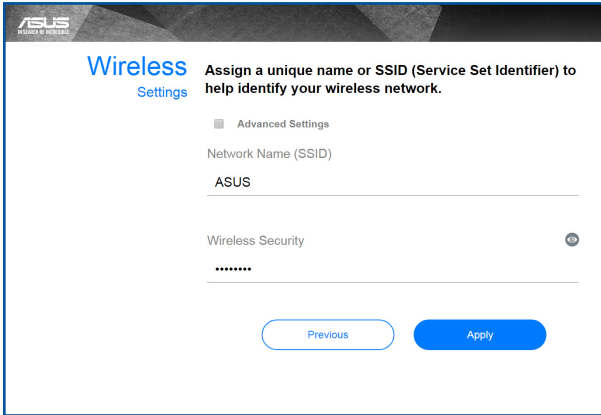 ASUS
IN SEARCH OF INCREDIBLE
Wireless
Settings
Assign a unique name or SSID (Service Set Identifier) to
help identify your wireless network.
Advanced Settings
Network Name (SSID)
ASUS
Wireless Security
••••••••
Previous
Apply